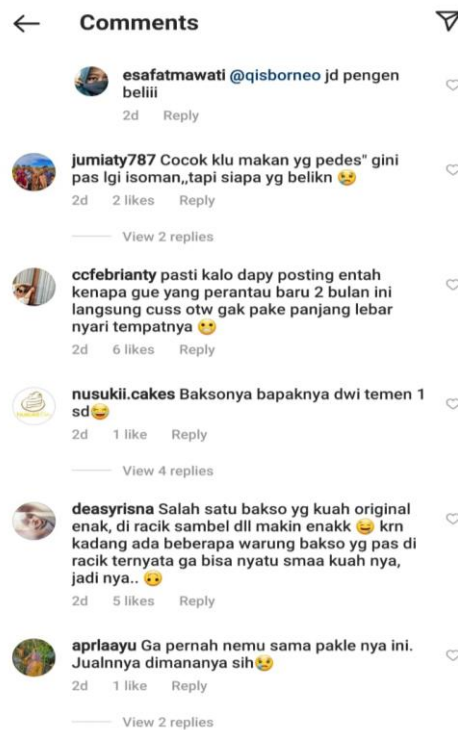 Comments
esafatmawati @qisborneo jd pengen
beliii
2d Reply
jumiaty787 Cocok klu makan yg pedes" gini
pas lgi isoman,,tapi siapa yg belikn 😢
2d 2 likes Reply
View 2 replies
ccfebrianty pasti kalo dapy posting entah
kenapa gue yang perantau baru 2 bulan ini
langsung cuss otw gak pake panjang lebar
nyari tempatnya 😬
2d 6 likes Reply
nusukii.cakes Baksonya bapaknya dwi temen 1
sd😅
2d 1 like Reply
View 4 replies
deasyrisna Salah satu bakso yg kuah original
enak, di racik sambel dll makin enakk 😆 krn
kadang ada beberapa warung bakso yg pas di
racik ternyata ga bisa nyatu smaa kuah nya,
jadi nya.. 🤐
2d 5 likes Reply
aprlaayu Ga pernah nemu sama pakle nya ini.
Jualnnya dimananya sih😢
2d 1 like Reply
View 2 replies